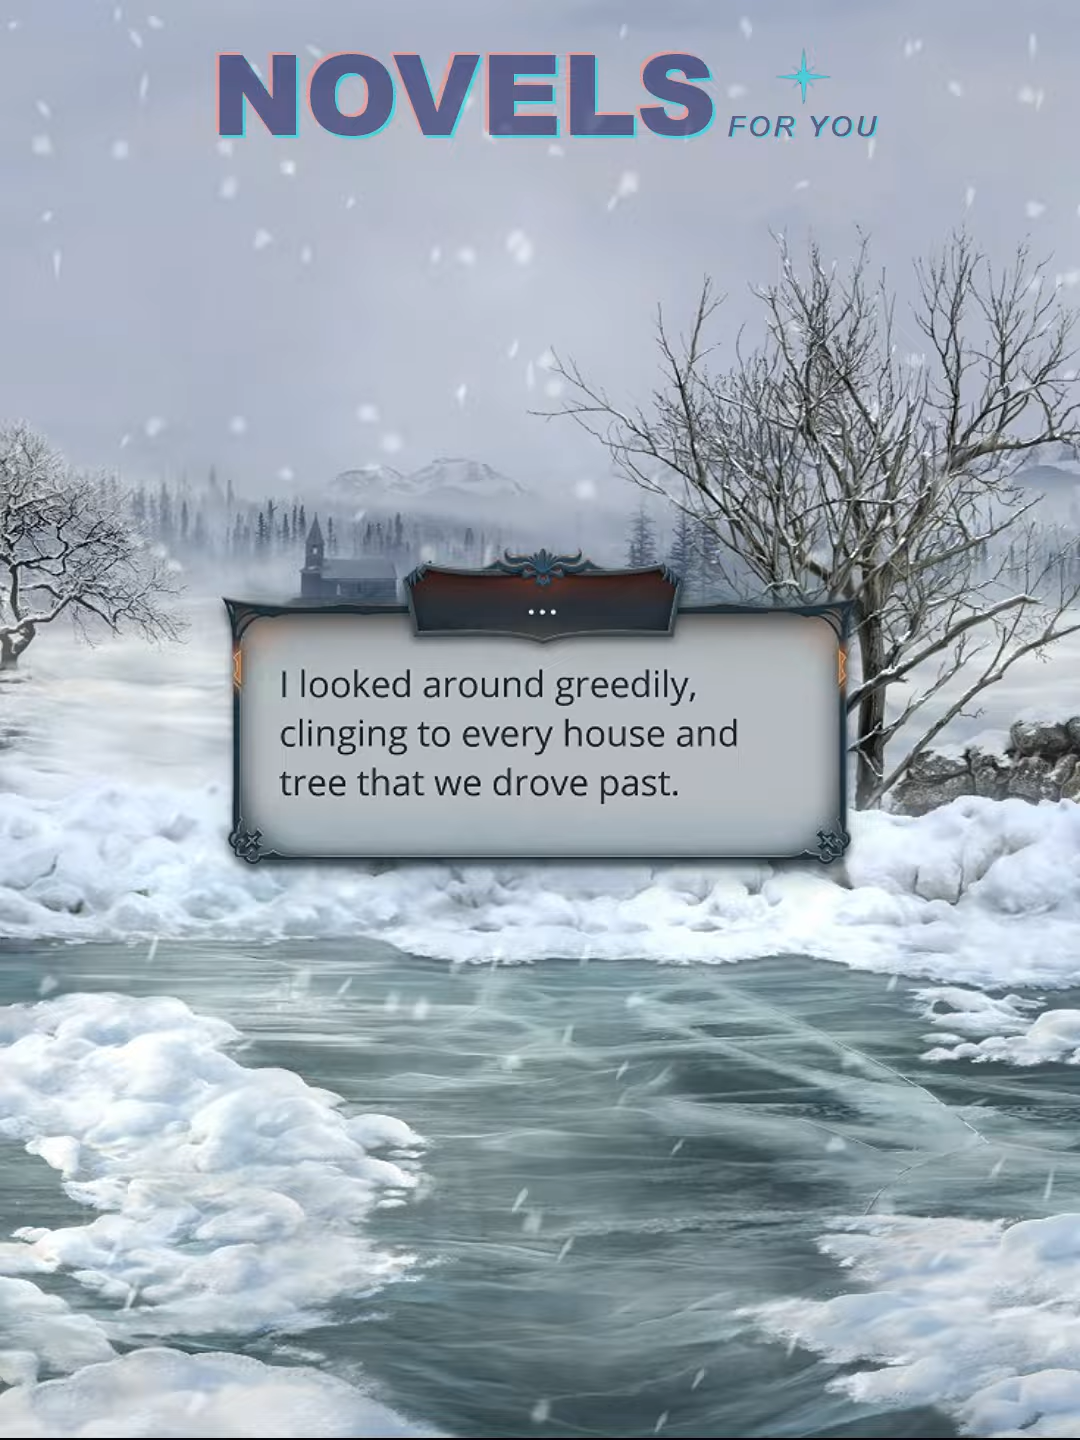 NOVELS
FOR YOU
...
I looked around greedily,
clinging to every house and
tree that we drove past.